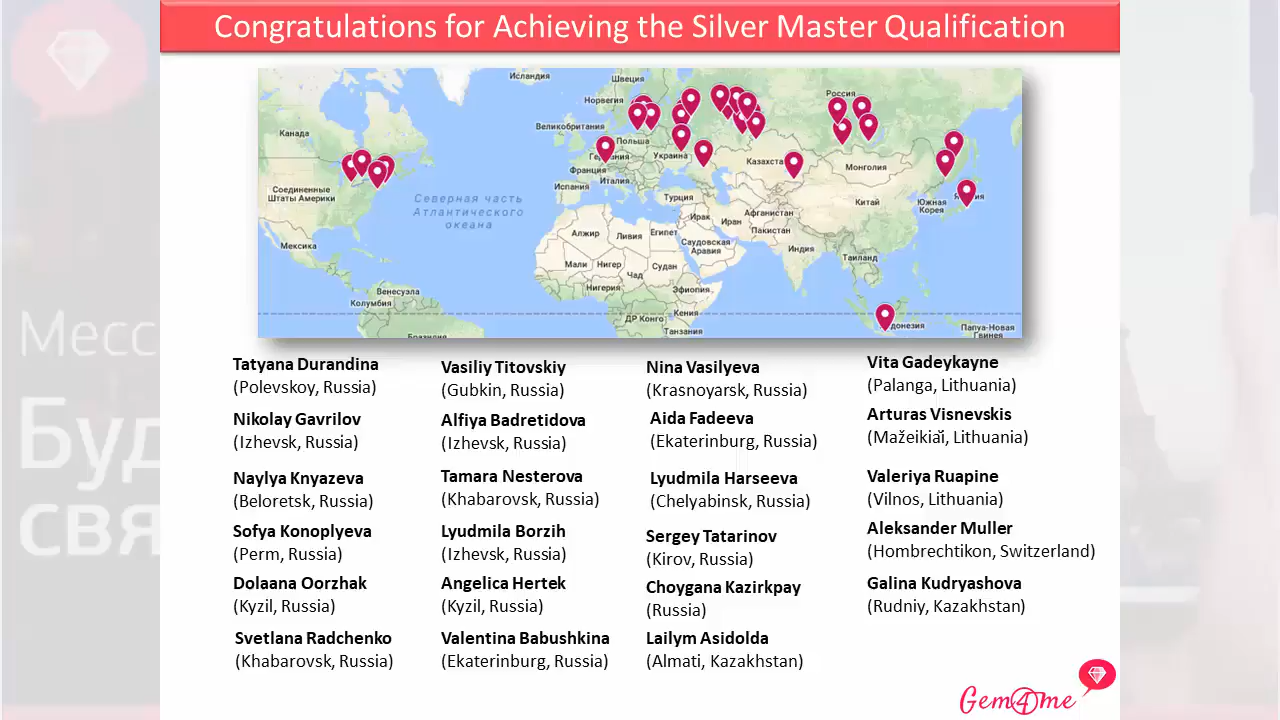 Congratulations for Achieving the Silver Master Qualification
Исландия
Швеция
Россия
Норвегия
Канада
Великобритания
Польша
Украина
Казахста
Монголия
Франция
Соединенные
Штаты Америки
Испания
Италия
Турция
Северная часть
Атлантического
океана
Китай
Южная
Корея
Афганистан
Ирак
Иран
Пакистан
Алжир
Ливия
Египет
Саудовская
Аравия
Мексика
Индия
Таиланд
Мали
Нигер
Чад
Судан
Нигерия
Эфиопия
Венесуэла
Колумбия
Кения
ДР Конго
Танзания
донезия
Папуа-Новая
Гвинея
Месс
Буд
свя
Tatyana Durandina
(Polevskoy, Russia)
Nikolay Gavrilov
(Izhevsk, Russia)
Naylya Knyazeva
(Beloretsk, Russia)
Sofya Konoplyeva
(Perm, Russia)
Dolaana Oorzhak
(Kyzil, Russia)
Svetlana Radchenko
(Khabarovsk, Russia)
Vasiliy Titovskiy
(Gubkin, Russia)
Alfiya Badretidova
(Izhevsk, Russia)
Tamara Nesterova
(Khabarovsk, Russia)
Lyudmila Borzih
(Izhevsk, Russia)
Angelica Hertek
(Kyzil, Russia)
Valentina Babushkina
(Ekaterinburg, Russia)
Nina Vasilyeva
(Krasnoyarsk, Russia)
Aida Fadeeva
(Ekaterinburg, Russia)
Lyudmila Harseeva
(Chelyabinsk, Russia)
Sergey Tatarinov
(Kirov, Russia)
Choygana Kazirkpay
(Russia)
Lailym Asidolda
(Almati, Kazakhstan)
Vita Gadeykayne
(Palanga, Lithuania)
Arturas Visnevskis
(Mažeikiaĭ, Lithuania)
Valeriya Ruapine
(Vilnos, Lithuania)
Aleksander Muller
(Hombrechtikon, Switzerland)
Galina Kudryashova
(Rudniy, Kazakhstan)
Gem4me